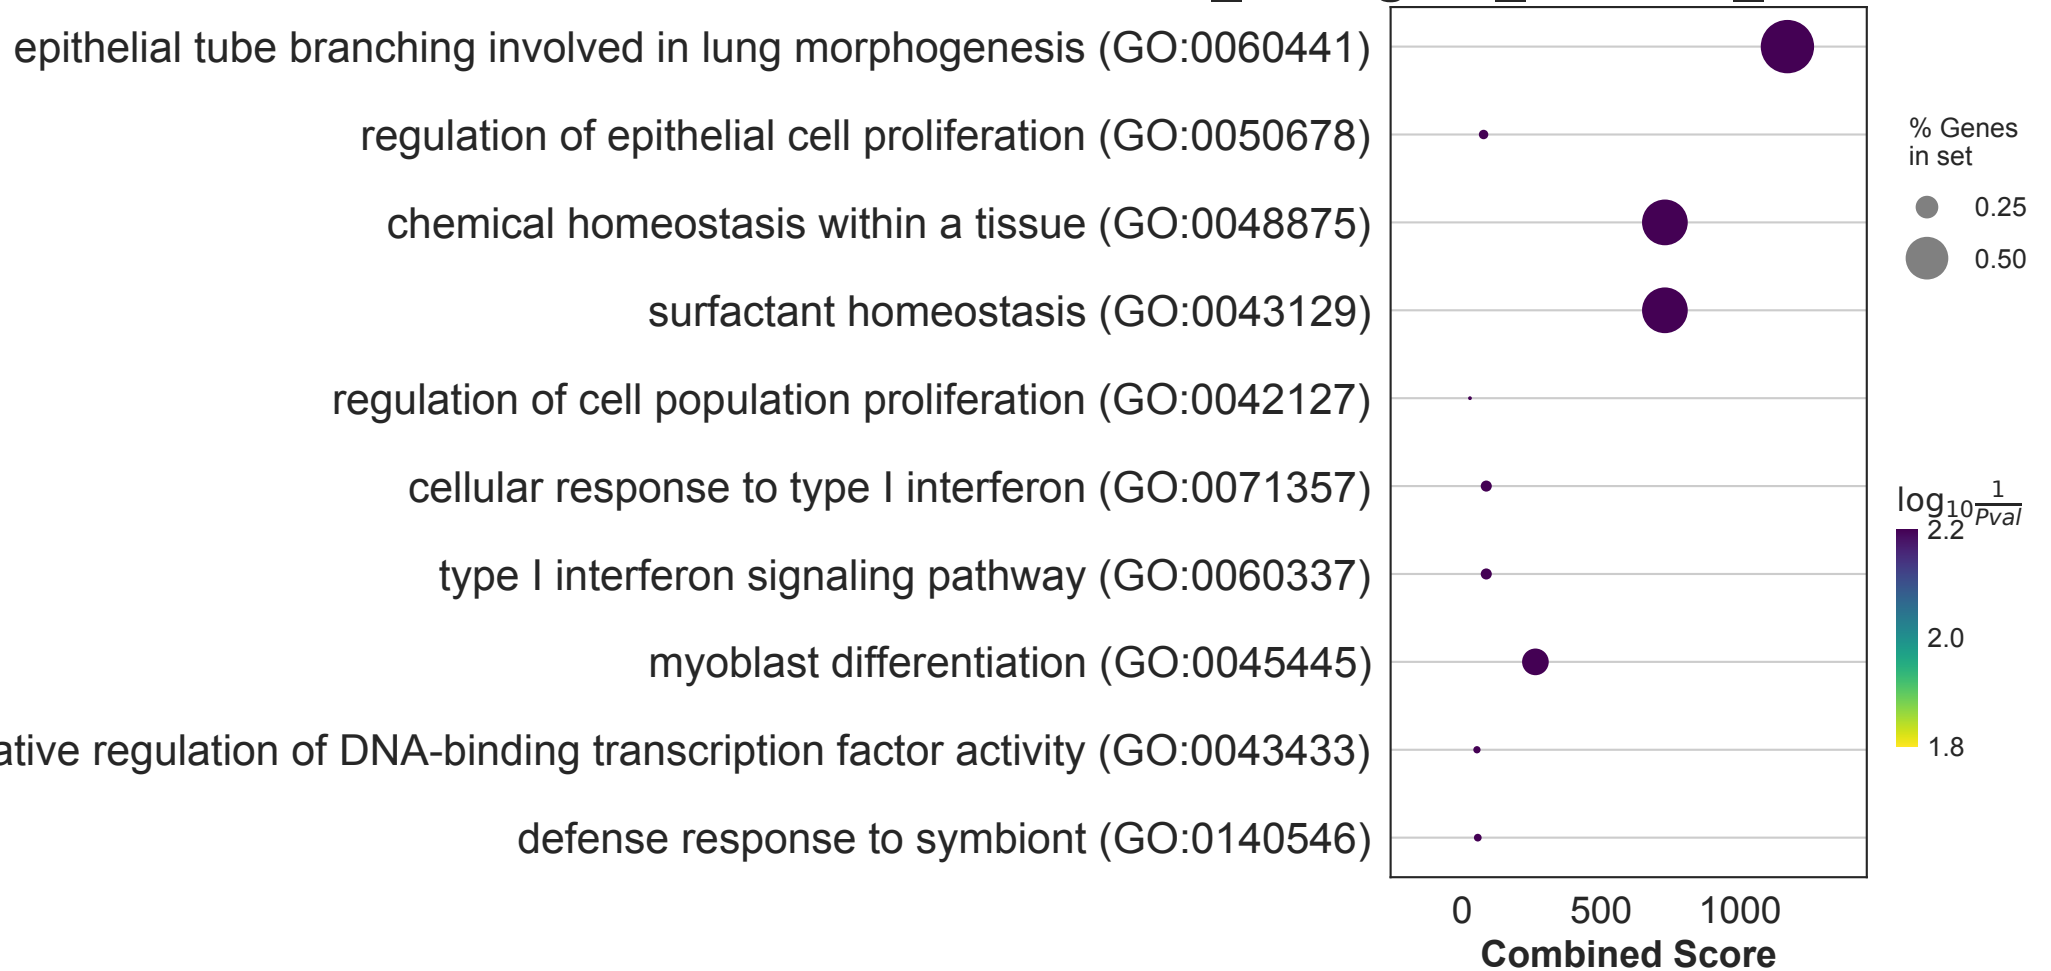 epithelial tube branching involved in lung morphogenesis (GO:0060441)
regulation of epithelial cell proliferation (GO:0050678)
chemical homeostasis within a tissue (GO:0048875)
surfactant homeostasis (GO:0043129)
regulation of cell population proliferation (GO:0042127)
cellular response to type I interferon (GO:0071357)
type I interferon signaling pathway (GO:0060337)
myoblast differentiation (GO:0045445)
ative regulation of DNA-binding transcription factor activity (GO:0043433)
defense response to symbiont (GO:0140546)
0 500 1000
Combined Score
% Genes
in set
0.25
0.50
log₁₀ 1/Pval
2.2
2.0
1.8